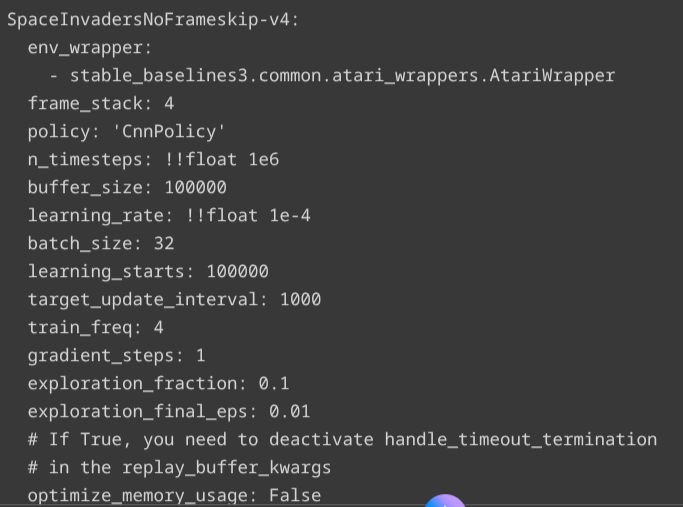 SpaceInvadersNoFrameskip-v4:
  env_wrapper:
    - stable_baselines3.common.atari_wrappers.AtariWrapper
  frame_stack: 4
  policy: 'CnnPolicy'
  n_timesteps: !!float 1e6
  buffer_size: 100000
  learning_rate: !!float 1e-4
  batch_size: 32
  learning_starts: 100000
  target_update_interval: 1000
  train_freq: 4
  gradient_steps: 1
  exploration_fraction: 0.1
  exploration_final_eps: 0.01
  # If True, you need to deactivate handle_timeout_termination
  # in the replay_buffer_kwargs
  optimize_memory_usage: False